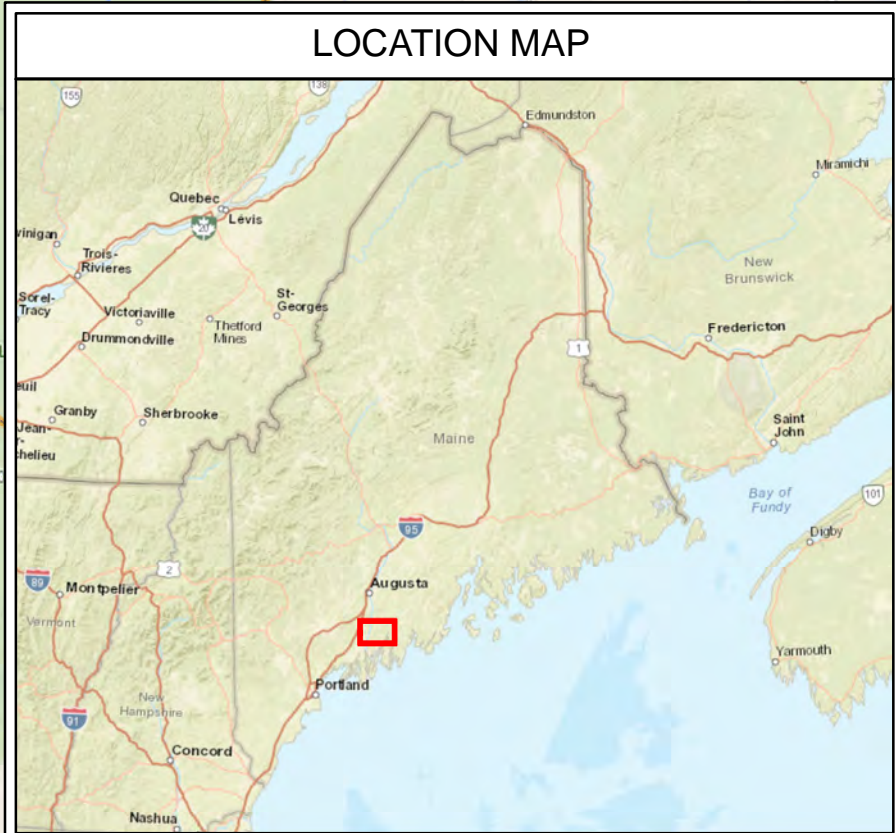 LOCATION MAP
155
138
Edmundston
Miramichi
Quebec
Lévis
20
vinigan
Trois-
Rivieres
New
Brunswick
Sorel-
Tracy
Victoriaville
St-
Georges
Thetford
Mines
Fredericton
Drummondville
1
euil
Granby
Sherbrooke
Saint
John
Jean-
r-
chelieu
Maine
Bay of
Fundy
101
95
Digby
2
89
Montpelier
Augusta
Vermont
Yarmouth
Portland
New
Hampshire
91
Concord
Nashua